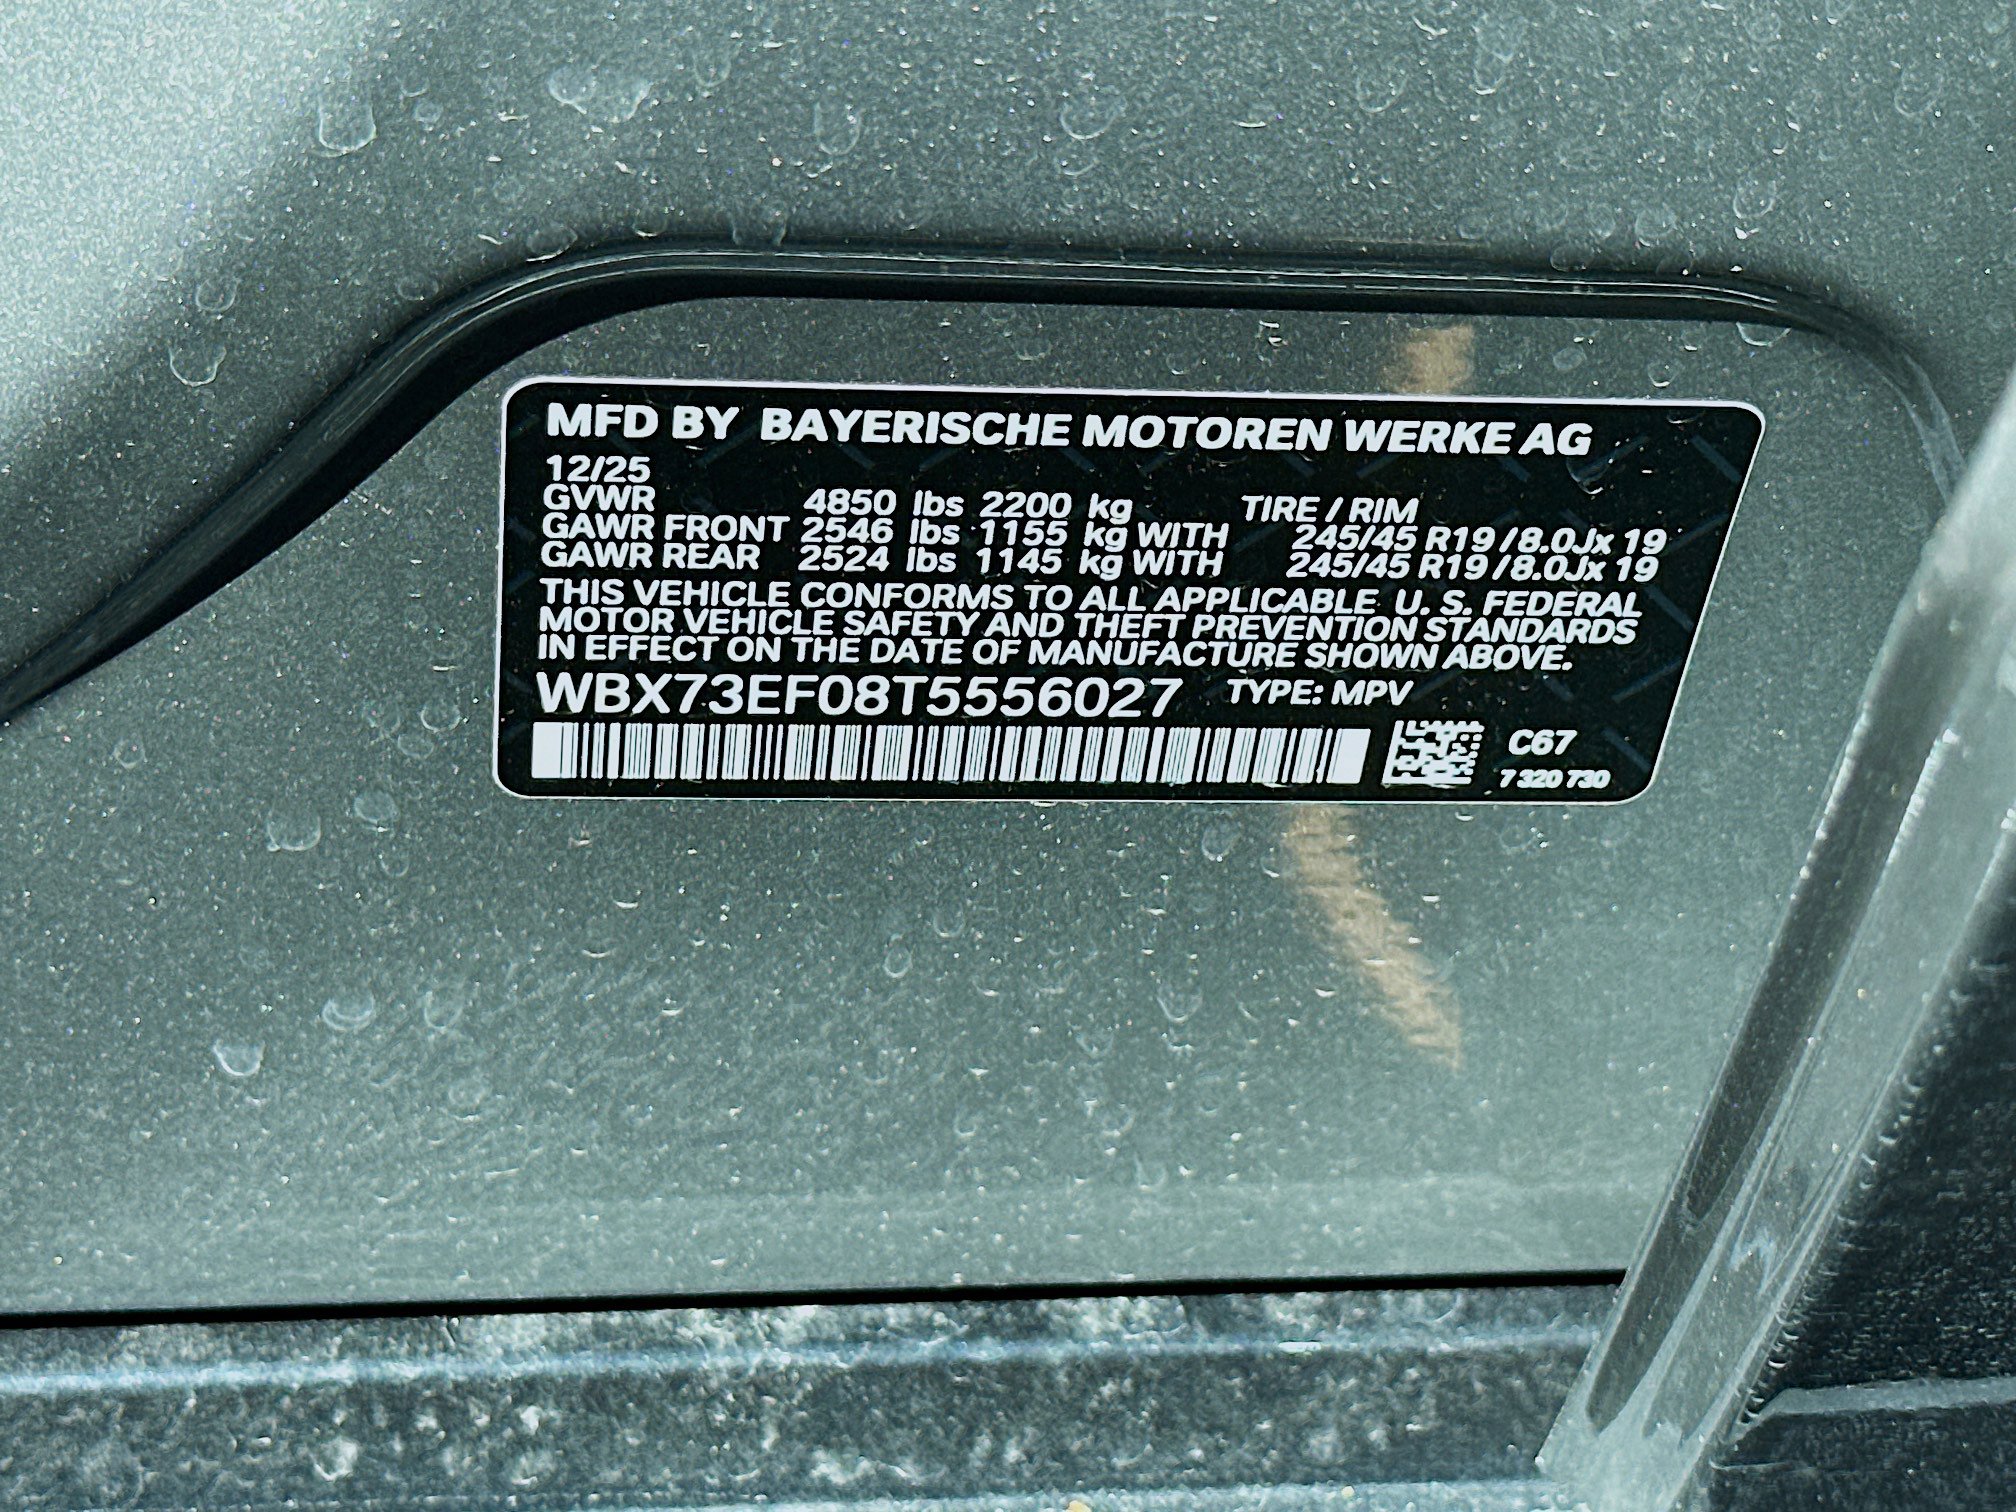 MFD BY BAYERISCHE MOTOREN WERKE AG
12/25
GVWR 4850 lbs 2200 kg TIRE / RIM
GAWR FRONT 2546 lbs 1155 kg WITH 245/45 R19 / 8.0Jx 19
GAWR REAR 2524 lbs 1145 kg WITH 245/45 R19 / 8.0Jx 19
THIS VEHICLE CONFORMS TO ALL APPLICABLE U. S. FEDERAL
MOTOR VEHICLE SAFETY AND THEFT PREVENTION STANDARDS
IN EFFECT ON THE DATE OF MANUFACTURE SHOWN ABOVE.
WBX73EF08T5556027 TYPE: MPV
C67
7 320 730